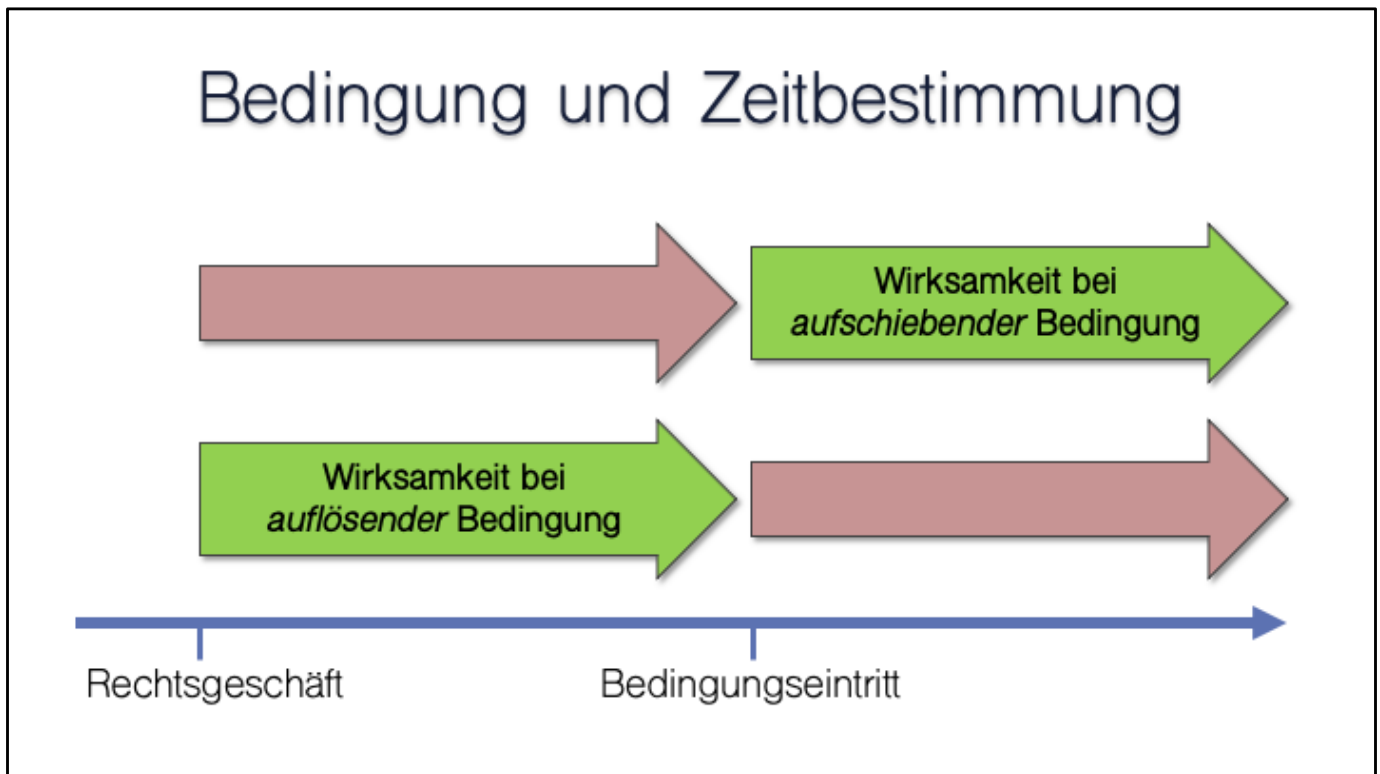 Bedingung und Zeitbestimmung
Wirksamkeit bei
aufschiebender Bedingung
Wirksamkeit bei
auflösender Bedingung
Rechtsgeschäft
Bedingungseintritt